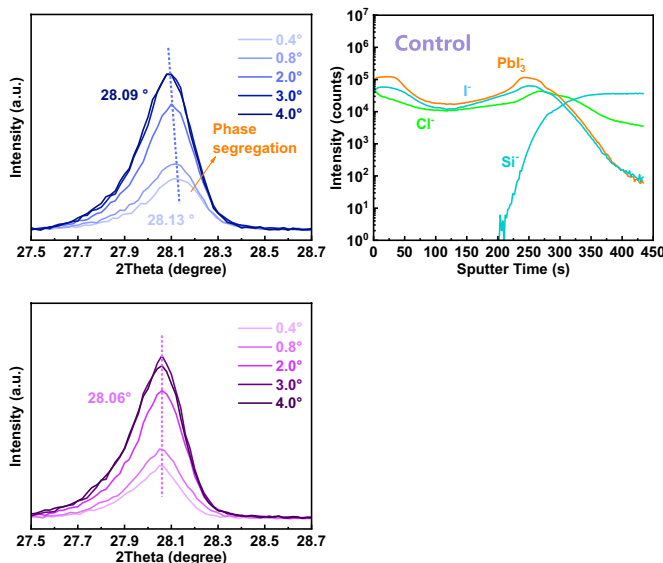 0.4°
0.8°
2.0°
3.0°
4.0°
28.09 °
Phase
segregation
28.13 °
Intensity (a.u.)
27.5 27.7 27.9 28.1 28.3 28.5 28.7
2Theta (degree)
Control
PbI₃⁻
I⁻
Cl⁻
Si⁻
Intensity (counts)
10⁷
10⁶
10⁵
10⁴
10³
10²
10¹
10⁰
0 50 100 150 200 250 300 350 400 450
Sputter Time (s)
0.4°
0.8°
2.0°
3.0°
4.0°
28.06°
Intensity (a.u.)
27.5 27.7 27.9 28.1 28.3 28.5 28.7
2Theta (degree)